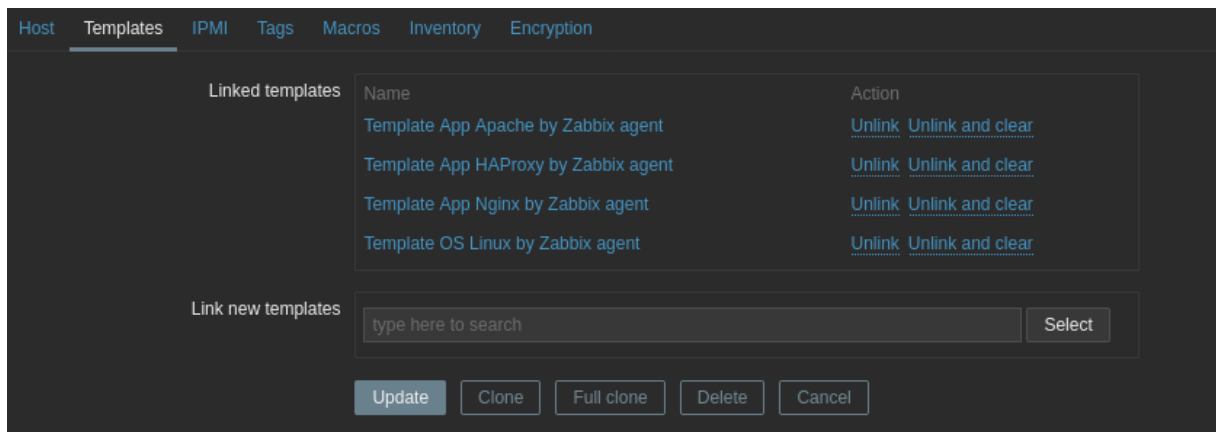 Host Templates IPMI Tags Macros Inventory Encryption
Linked templates Name Action
Template App Apache by Zabbix agent Unlink Unlink and clear
Template App HAProxy by Zabbix agent Unlink Unlink and clear
Template App Nginx by Zabbix agent Unlink Unlink and clear
Template OS Linux by Zabbix agent Unlink Unlink and clear
Link new templates
type here to search Select
Update Clone Full clone Delete Cancel